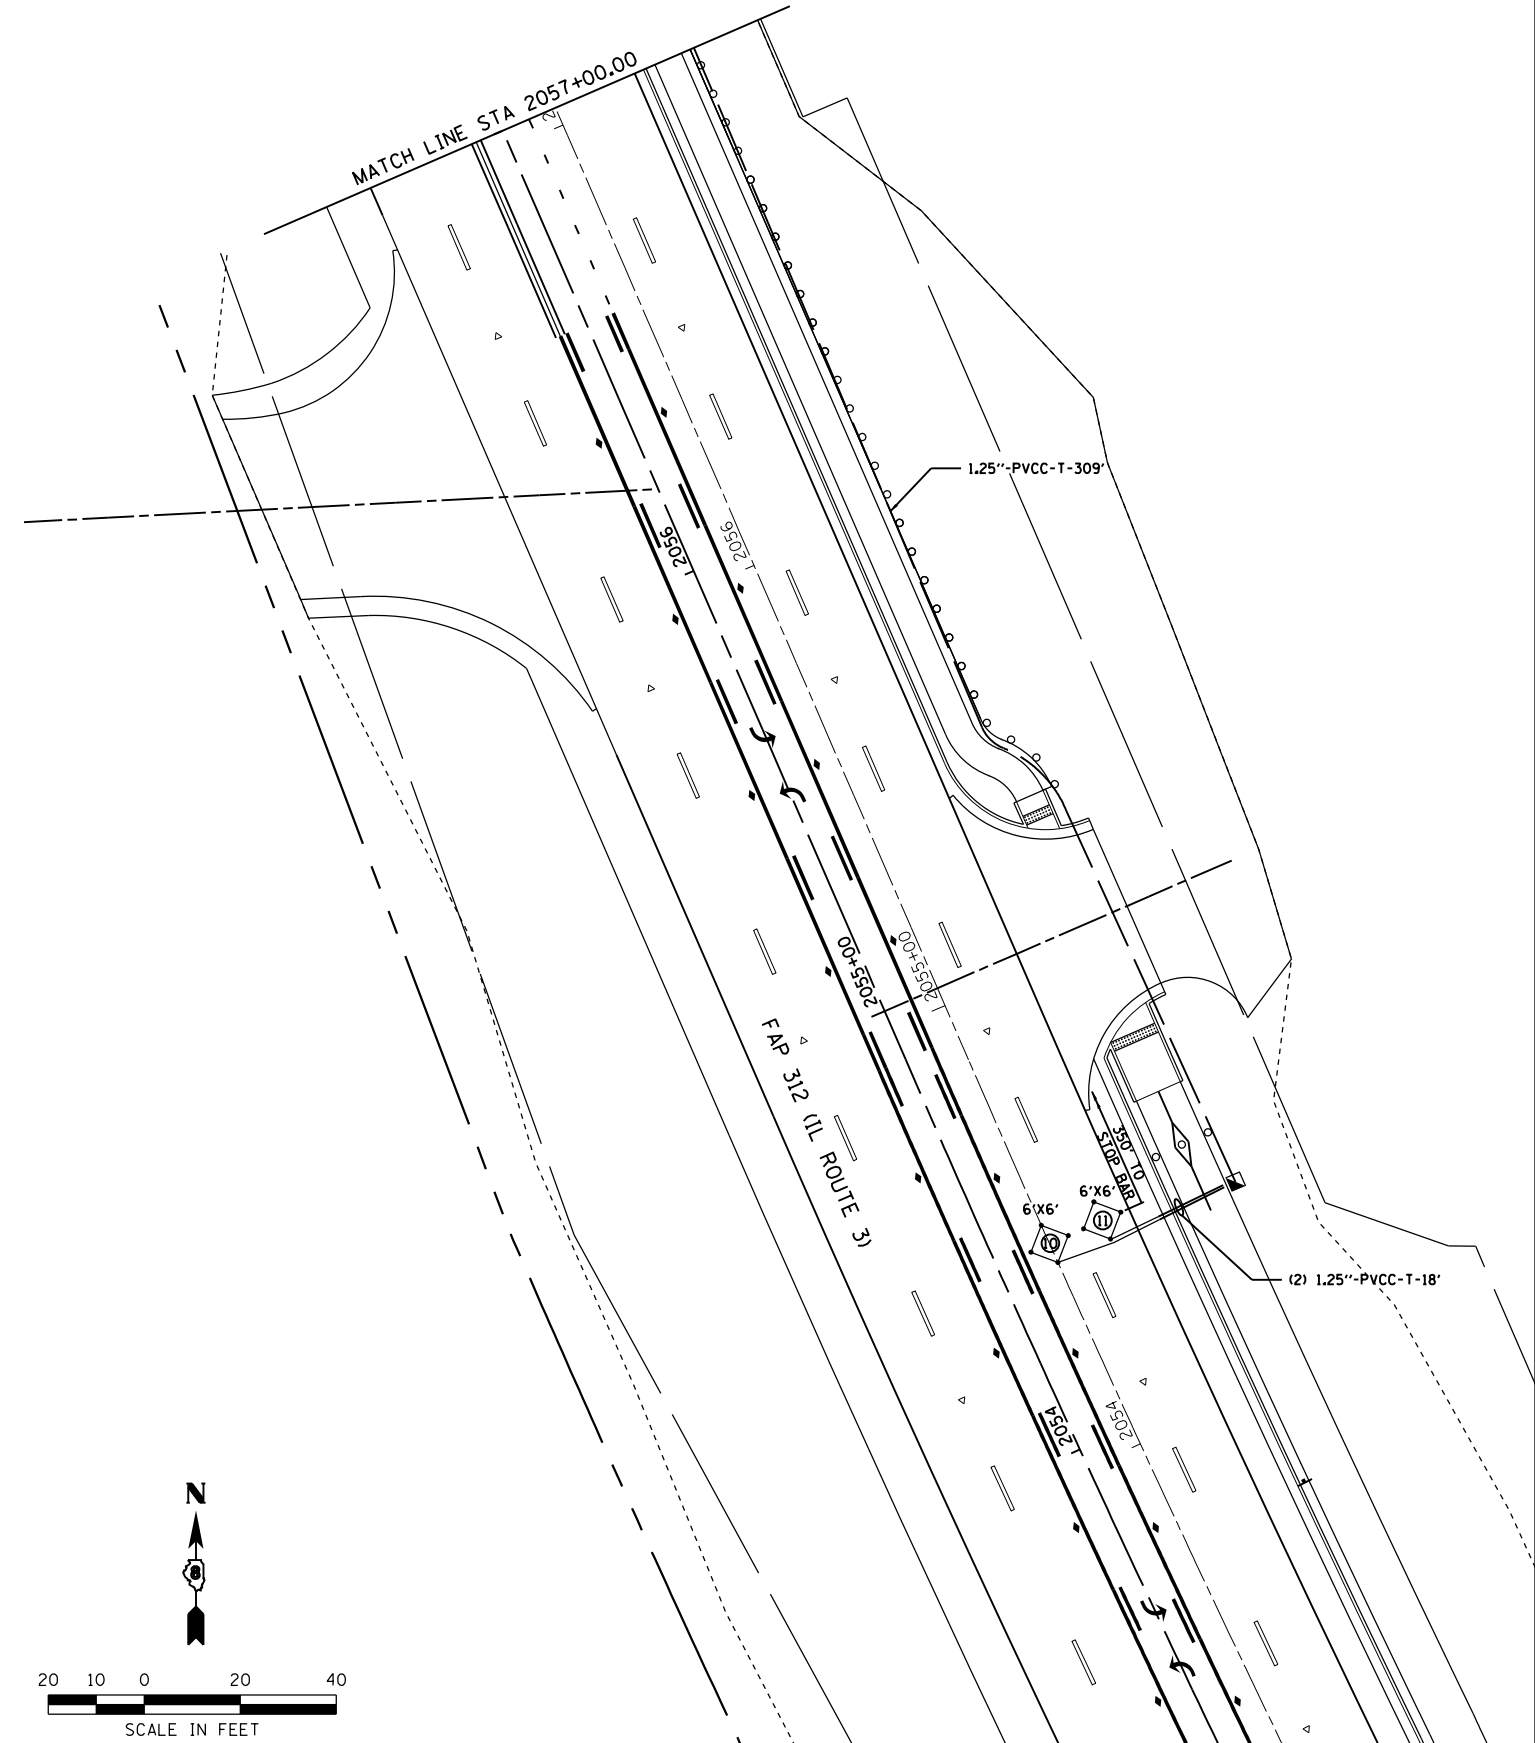 MATCH LINE STA 2057+00.00
2
1.25"-PVCC-T-309'
2056
2056
2055+00
2055+00
FAP 312 (IL ROUTE 3)
350' TO
STOP BAR
6'X6'
6'X6'
11
10
(2) 1.25"-PVCC-T-18'
2054
2054
N
8
20 10 0 20 40
SCALE IN FEET